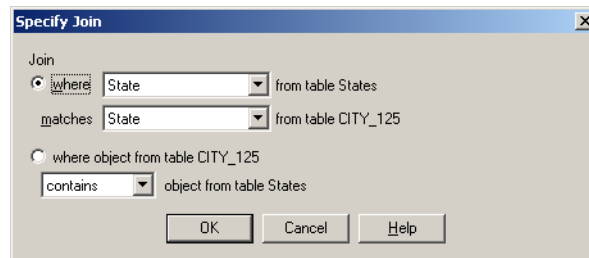 Specify Join
Join
where State from table States
matches State from table CITY_125
where object from table CITY_125
contains object from table States
OK Cancel Help